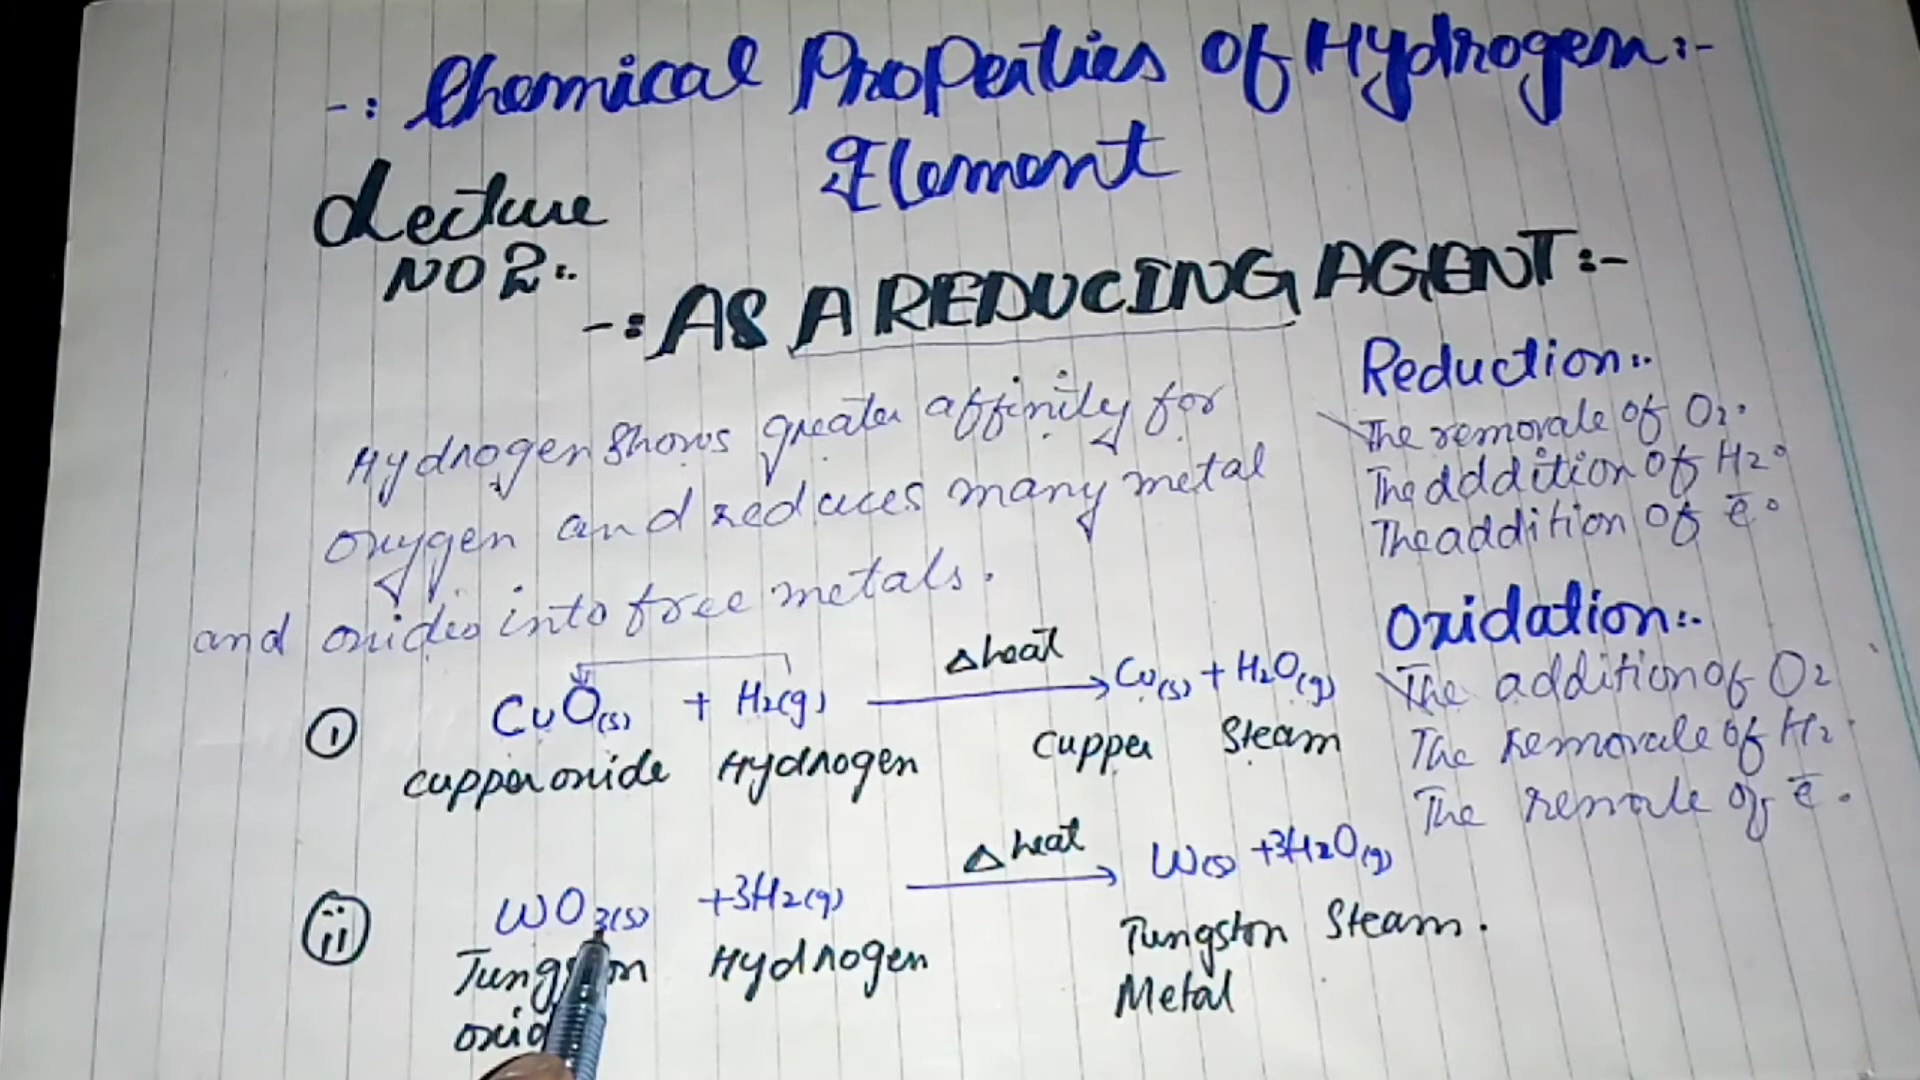 -: Chemical Properties of Hydrogen:-
Element
Lecture
NO 2:.
-: AS A REDUCING AGENT:-
Hydrogen shows greater affinity for
oxygen and reduces many metal
and oxides into free metals.
Reduction:.
The removale of O2.
The addition of H2.
The addition of e̅.
Oxidation:.
The addition of O2
The removale of H2
The removle of e̅.
① CuO(s) + H2(g) Δheat → Cu(s) + H2O(g)
Cupper oxide Hydrogen Cupper Steam
ⅱ WO3(s) +3H2(g) Δheat → W(s) +3H2O(g)
Hydrogen Tungston Steam.
Metal